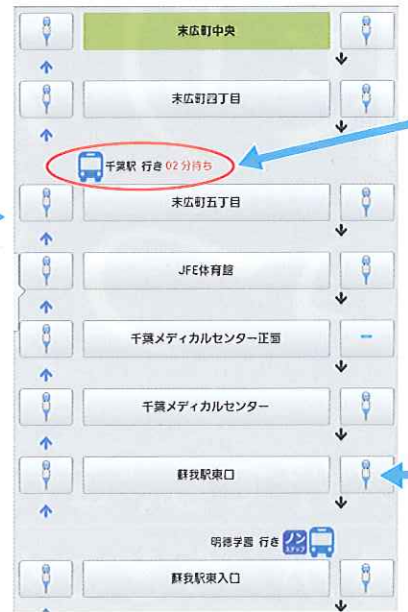 末広町中央
末広町四丁目
千葉駅 行き 02分待ち
末広町五丁目
JFE体育館
千葉メディカルセンター正面
千葉メディカルセンター
蘇我駅東口
明徳学園 行き ノンステップ
蘇我駅東入口